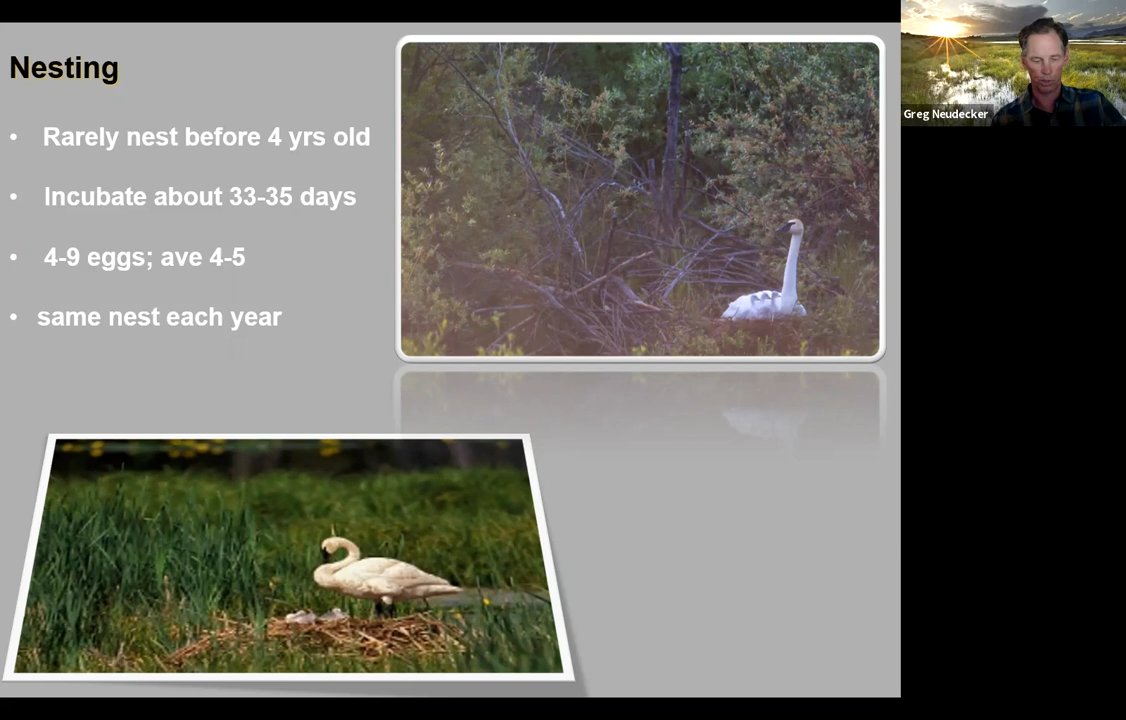 Nesting
• Rarely nest before 4 yrs old
• Incubate about 33-35 days
• 4-9 eggs; ave 4-5
• same nest each year
Greg Neudecker